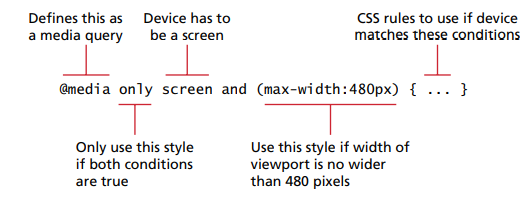 Defines this as
a media query
Device has to
be a screen
CSS rules to use if device
matches these conditions
@media only screen and (max-width:480px) { ... }
Only use this style
if both conditions
are true
Use this style if width of
viewport is no wider
than 480 pixels